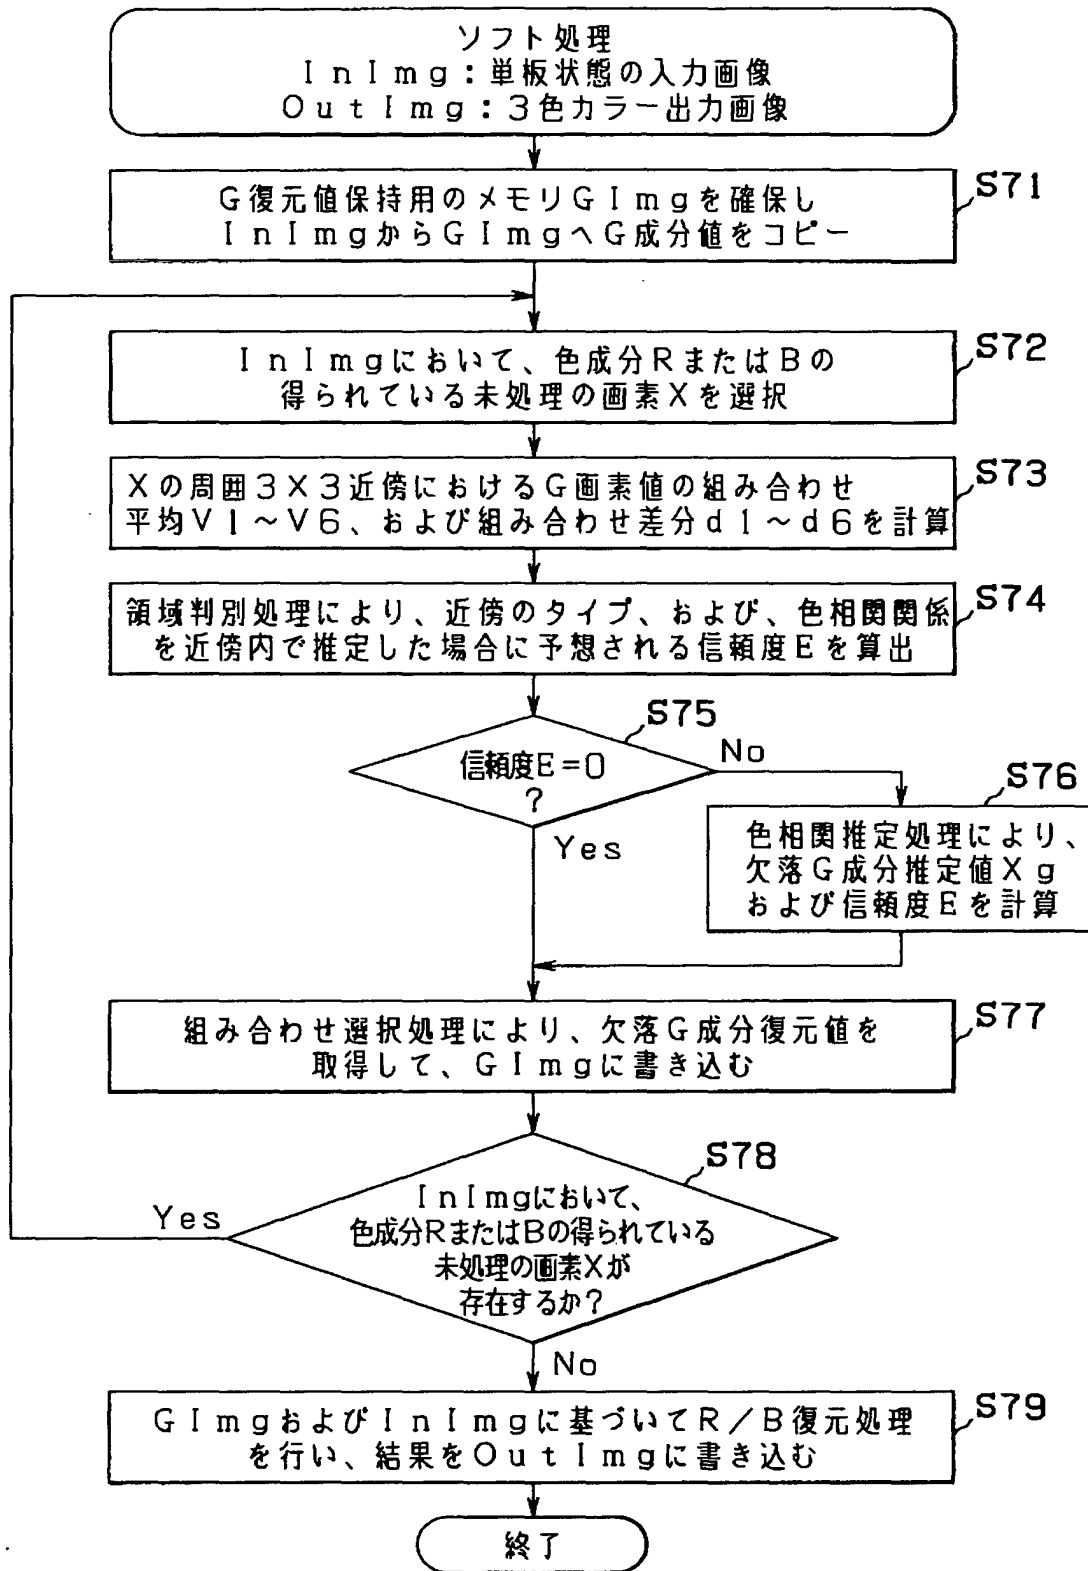 ソフト処理
InImg：単板状態の入力画像
OutImg：3色カラー出力画像
S71
G復元値保持用のメモリGImgを確保し
InImgからGImgへG成分値をコピー
S72
InImgにおいて、色成分RまたはBの
得られている未処理の画素Xを選択
S73
Xの周囲3×3近傍におけるG画素値の組み合わせ
平均V1～V6、および組み合わせ差分d1～d6を計算
S74
領域判別処理により、近傍のタイプ、および、色相関関係
を近傍内で推定した場合に予想される信頼度Eを算出
S75
信頼度E=0
?
No
Yes
S76
色相関推定処理により、
欠落G成分推定値Xg
および信頼度Eを計算
S77
組み合わせ選択処理により、欠落G成分復元値を
取得して、GImgに書き込む
S78
InImgにおいて、
色成分RまたはBの得られている
未処理の画素Xが
存在するか?
Yes
No
S79
GImgおよびInImgに基づいてR／B復元処理
を行い、結果をOutImgに書き込む
終了